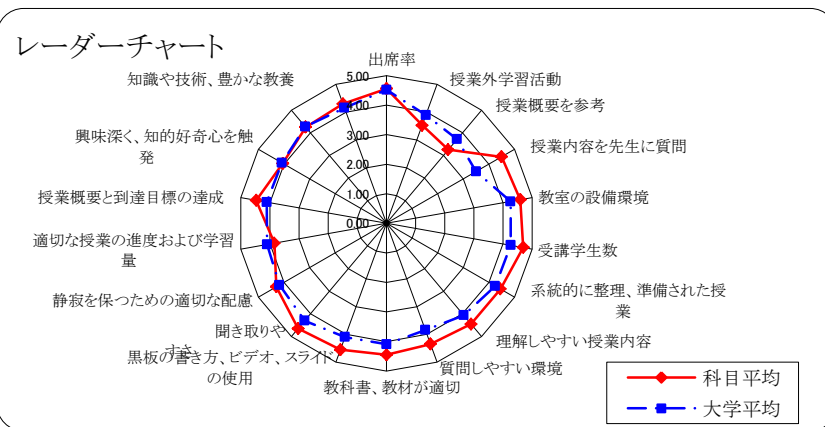 レーダーチャート
出席率
授業外学習活動
授業概要を参考
授業内容を先生に質問
教室の設備環境
受講学生数
系統的に整理、準備された授
業
理解しやすい授業内容
質問しやすい環境
教科書、教材が適切
黒板の書き方、ビデオ、スライド
の使用
聞き取りや
すさ
静寂を保つための適切な配慮
適切な授業の進度および学習
量
授業概要と到達目標の達成
興味深く、知的好奇心を触
発
知識や技術、豊かな教養
5.00
4.00
3.00
2.00
1.00
0.00
科目平均
大学平均